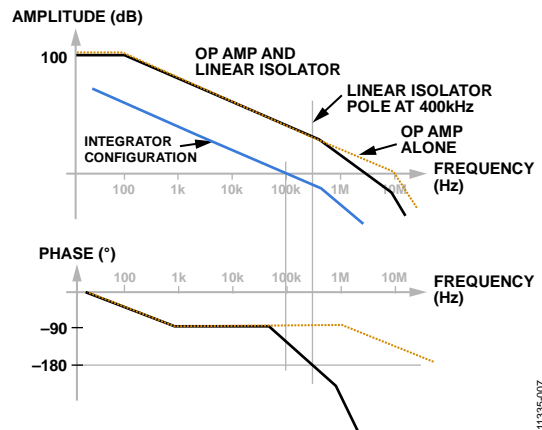 AMPLITUDE (dB)
100
OP AMP AND
LINEAR ISOLATOR
LINEAR ISOLATOR
POLE AT 400kHz
OP AMP
ALONE
INTEGRATOR
CONFIGURATION
FREQUENCY
(Hz)
100 1k 10k 100k 1M 10M
PHASE (°)
100 1k 10k 100k 1M 10M
FREQUENCY
(Hz)
–90
–180
11335-007